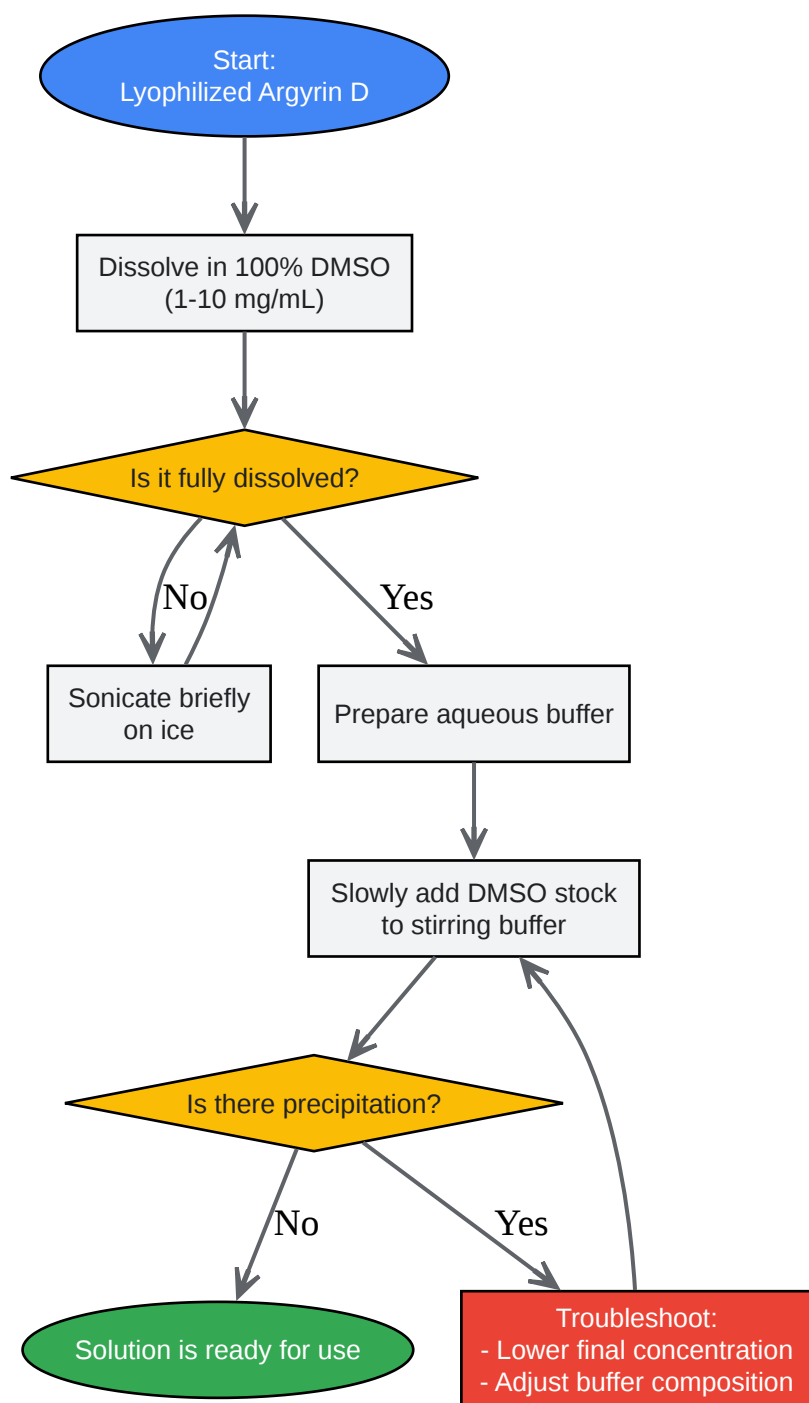 Start:
Lyophilized Argyrin D
Dissolve in 100% DMSO
(1-10 mg/mL)
Is it fully dissolved?
No
Yes
Sonicate briefly
on ice
Prepare aqueous buffer
Slowly add DMSO stock
to stirring buffer
Is there precipitation?
No
Yes
Solution is ready for use
Troubleshoot:
- Lower final concentration
- Adjust buffer composition